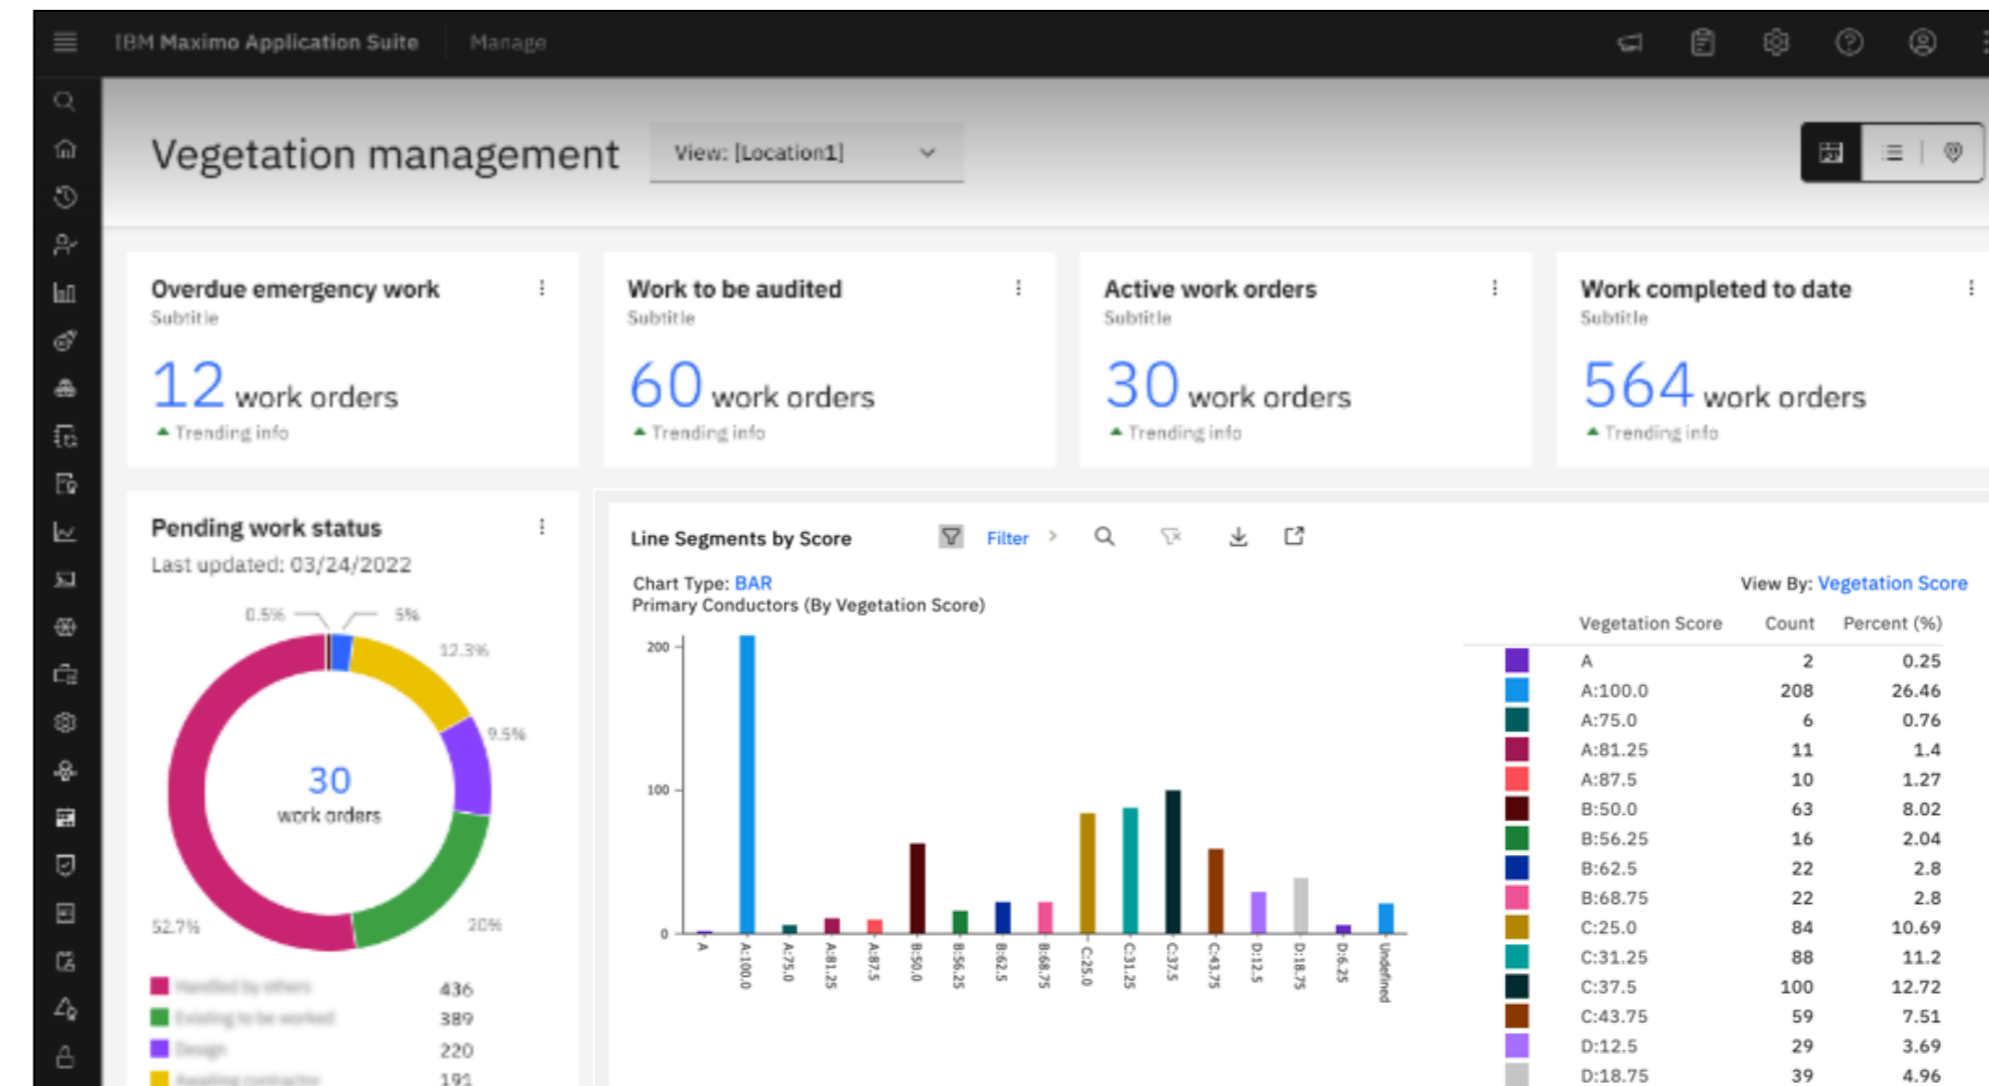 IBM Maximo Application Suite Manage
Vegetation management View: [Location1]
Overdue emergency work
Subtitle
12 work orders
Trending info
Work to be audited
Subtitle
60 work orders
Trending info
Active work orders
Subtitle
30 work orders
Trending info
Work completed to date
Subtitle
564 work orders
Trending info
Pending work status
Last updated: 03/24/2022
0.5% 5%
12.3%
9.5%
30
work orders
52.7% 20%
Handled by others 436
Existing to be worked 389
Design 220
Awaiting contractor 191
Line Segments by Score Filter
Chart Type: BAR
Primary Conductors (By Vegetation Score)
200
100
0
A
A:100.0
A:75.0
A:81.25
A:87.5
B:50.0
B:56.25
B:62.5
B:68.75
C:25.0
C:31.25
C:37.5
C:43.75
D:12.5
D:18.75
D:6.25
Undefined
View By: Vegetation Score
Vegetation Score Count Percent (%)
A 2 0.25
A:100.0 208 26.46
A:75.0 6 0.76
A:81.25 11 1.4
A:87.5 10 1.27
B:50.0 63 8.02
B:56.25 16 2.04
B:62.5 22 2.8
B:68.75 22 2.8
C:25.0 84 10.69
C:31.25 88 11.2
C:37.5 100 12.72
C:43.75 59 7.51
D:12.5 29 3.69
D:18.75 39 4.96